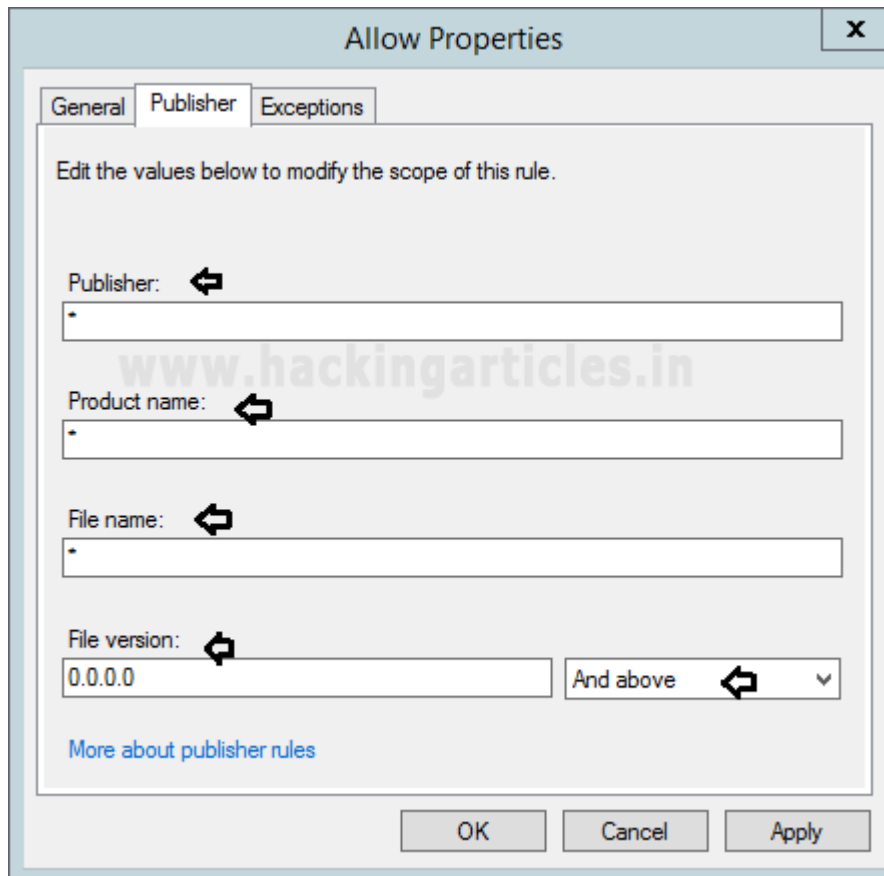 Allow Properties
x
General Publisher Exceptions
Edit the values below to modify the scope of this rule.
Publisher:
*
www.hackingarticles.in
Product name:
*
File name:
*
File version:
0.0.0.0 And above
More about publisher rules
OK Cancel Apply